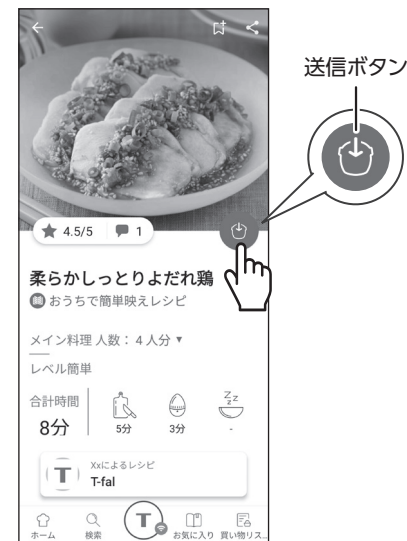 送信ボタン
4.5/5 1
柔らかしっとりよだれ鶏
おうちで簡単映えレシピ
メイン料理 人数： 4 人分 ▼
レベル簡単
合計時間
8分
5分
3分
Z z z
-
T
Xxによるレシピ
T-fal
T
ホーム
検索
お気に入り
買い物リス...